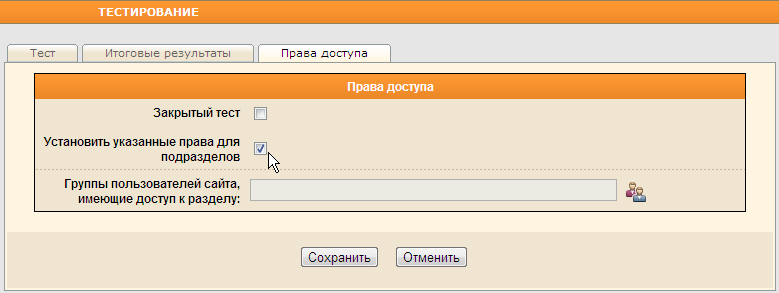 ТЕСТИРОВАНИЕ
Тест Итоговые результаты Права доступа
Права доступа
Закрытый тест
Установить указанные права для
подразделов
Группы пользователей сайта,
имеющие доступ к разделу:
Сохранить Отменить